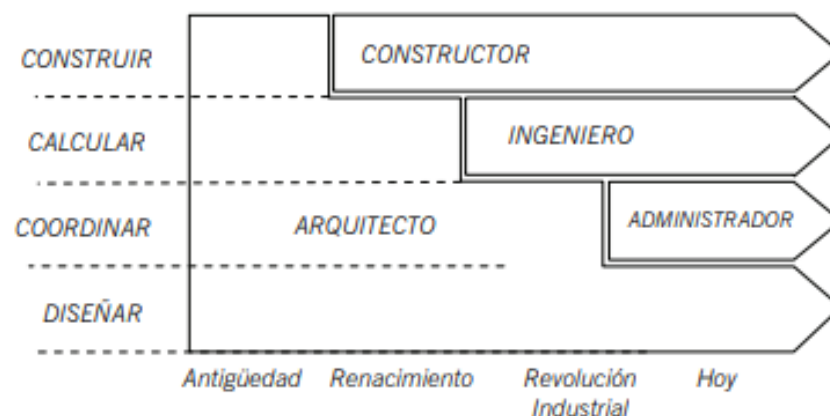 CONSTRUIR
CONSTRUCTOR
CALCULAR
INGENIERO
COORDINAR
ARQUITECTO
ADMINISTRADOR
DISEÑAR
Antigüedad
Renacimiento
Revolución
Industrial
Hoy